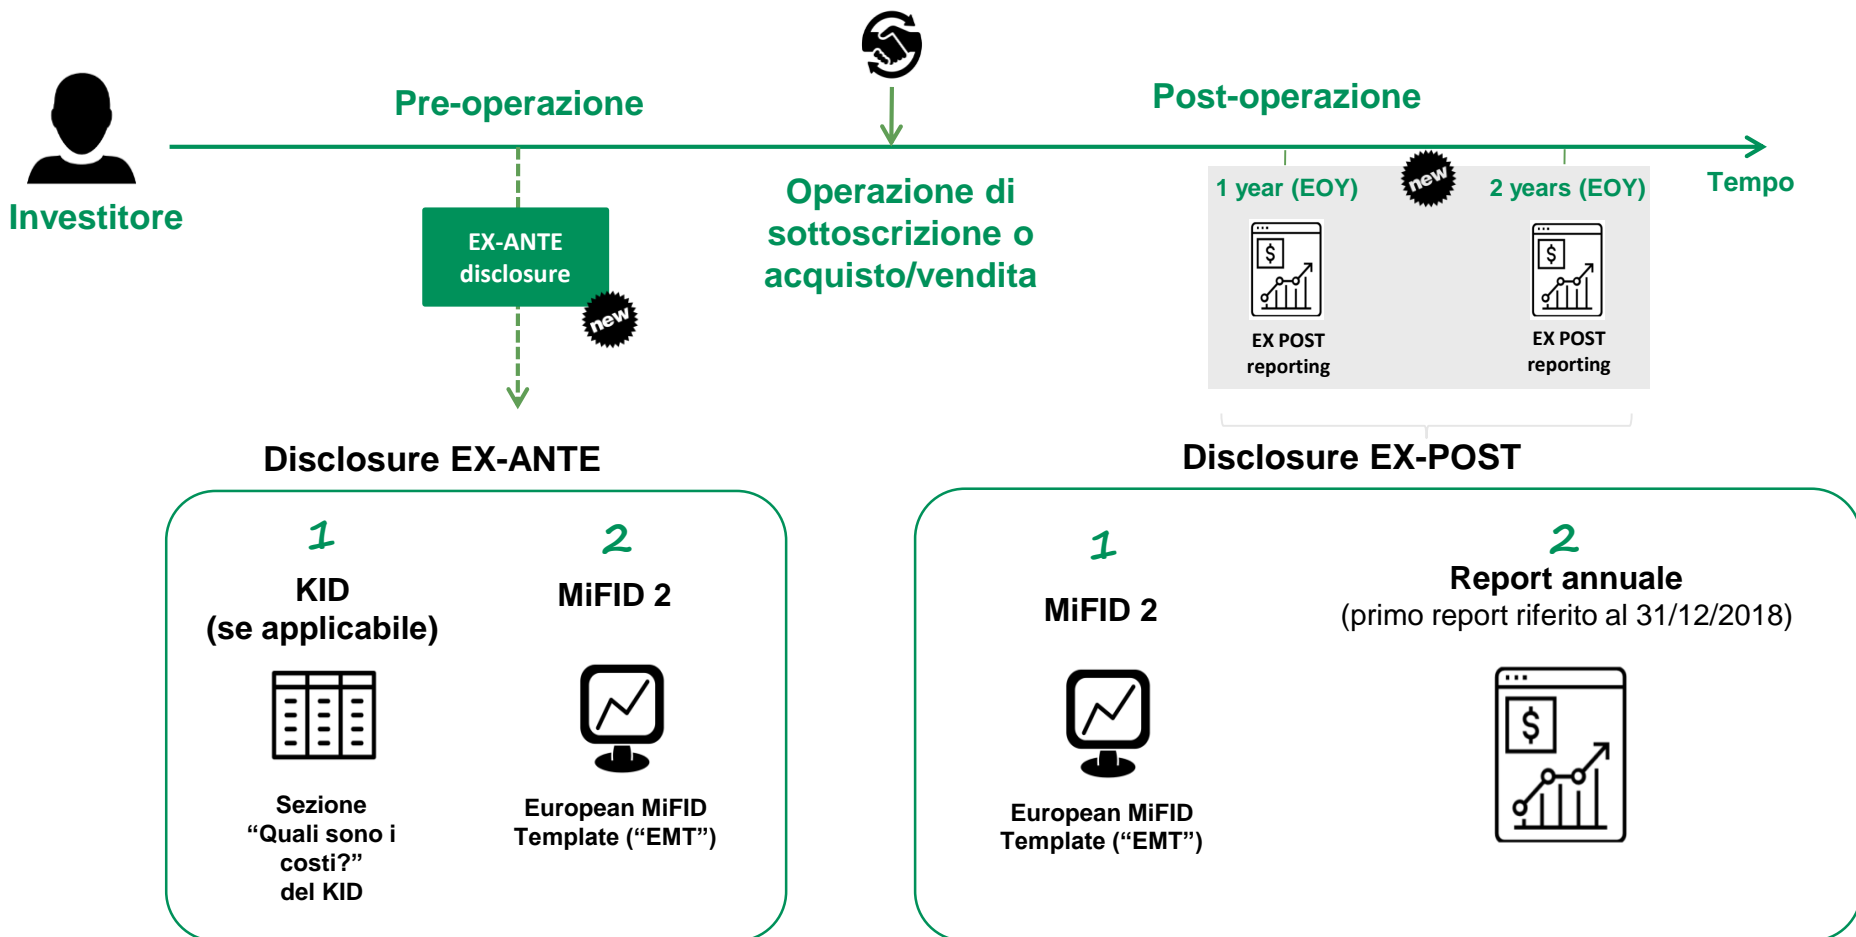 Pre-operazione
Post-operazione
Investitore
EX-ANTE
disclosure
new
Operazione di
sottoscrizione o
acquisto/vendita
1 year (EOY)
new
2 years (EOY)
Tempo
$
EX POST
reporting
$
EX POST
reporting
Disclosure EX-ANTE
1
KID
(se applicabile)
Sezione
“Quali sono i
costi?”
del KID
2
MiFID 2
European MiFID
Template (“EMT”)
Disclosure EX-POST
1
MiFID 2
European MiFID
Template (“EMT”)
2
Report annuale
(primo report riferito al 31/12/2018)
$